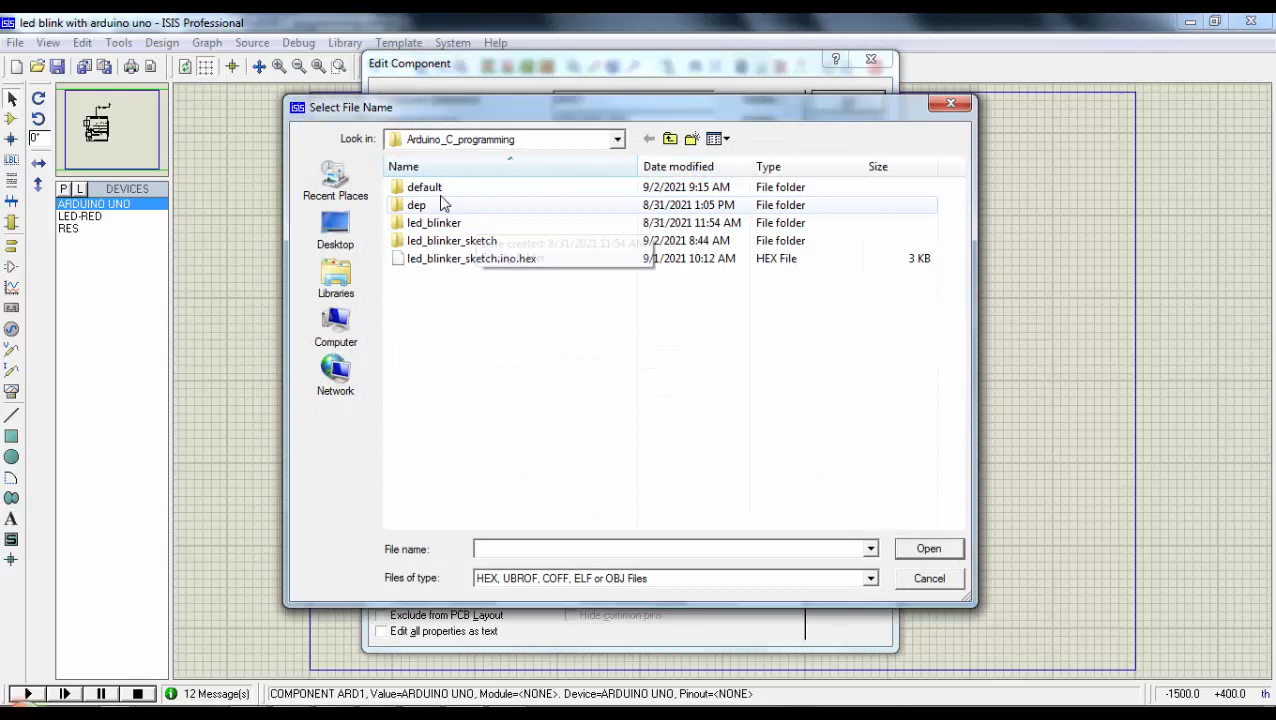 led blink with arduino uno - ISIS Professional
File View Edit Tools Design Graph Source Debug Library Template System Help
Edit Component
Select File Name
Look in: Arduino_C_programming
Name Date modified Type Size
default 9/2/2021 9:15 AM File folder
dep 8/31/2021 1:05 PM File folder
led_blinker 8/31/2021 11:54 AM File folder
led_blinker_sketch 9/2/2021 8:44 AM File folder
led_blinker_sketch.ino.hex 9/1/2021 10:12 AM HEX File 3 KB
Recent Places
Desktop
Libraries
Computer
Network
File name: Open
Files of type: HEX, UBROF, COFF, ELF or OBJ Files Cancel
0°
P L DEVICES
ARDUINO UNO
LED-RED
RES
Exclude from PCB Layout Hide common pins
Edit all properties as text
12 Message(s) COMPONENT ARD1, Value=ARDUINO UNO, Module=<NONE>. Device=ARDUINO UNO, Pinout=<NONE> -1500.0 +400.0 th